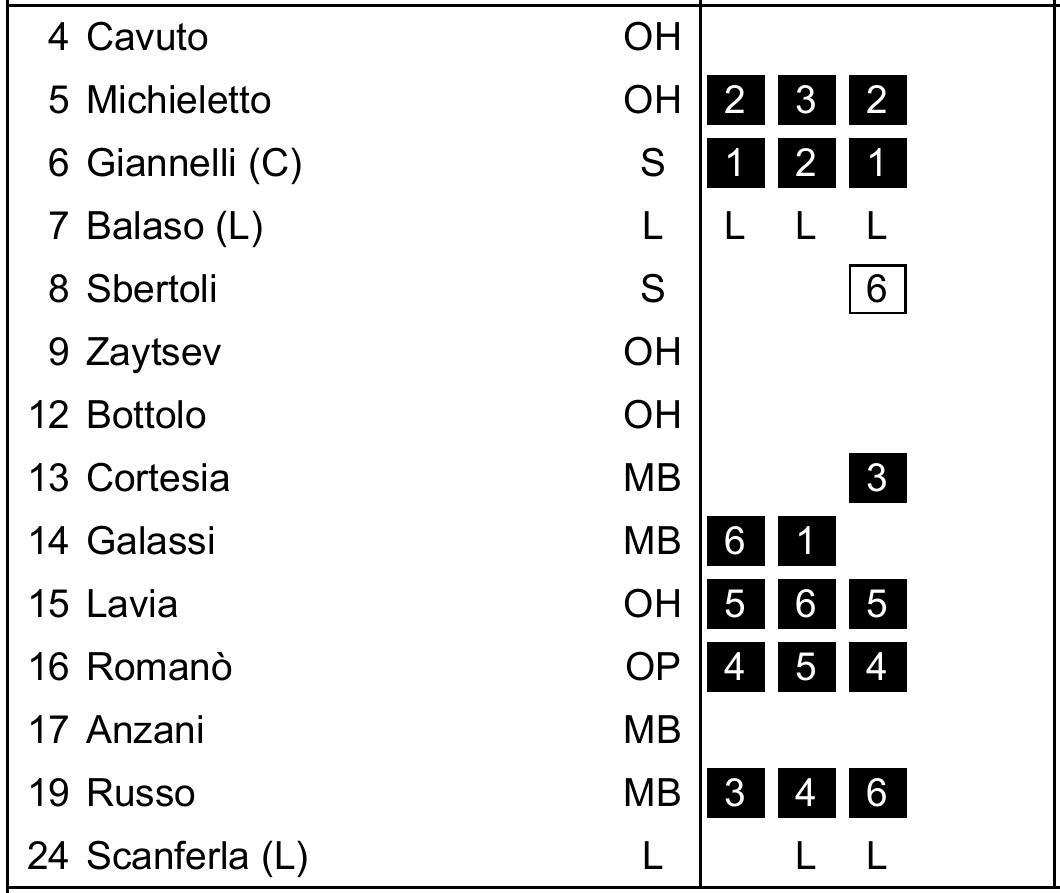 4 Cavuto OH
5 Michieletto OH 2 3 2
6 Giannelli (C) S 1 2 1
7 Balaso (L) L L L L
8 Sbertoli S 6
9 Zaytsev OH
12 Bottolo OH
13 Cortesia MB 3
14 Galassi MB 6 1
15 Lavia OH 5 6 5
16 Romanò OP 4 5 4
17 Anzani MB
19 Russo MB 3 4 6
24 Scanferla (L) L L L